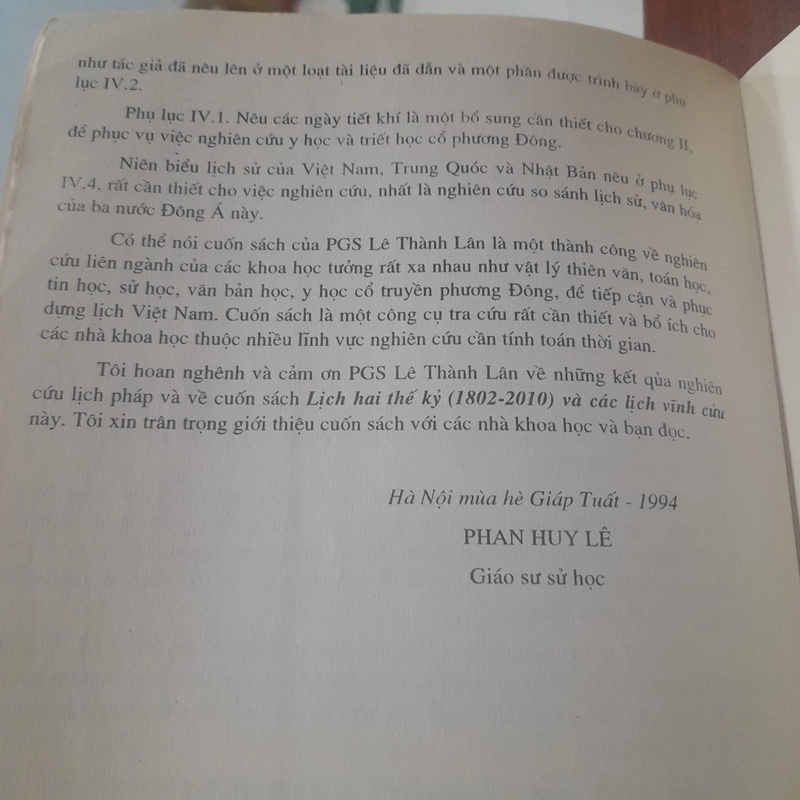 như tác giả đã nêu lên ở một loạt tài liệu đã dẫn và một phần được trình bày ở phụ
lục IV.2.
Phụ lục IV.1. Nêu các ngày tiết khí là một bổ sung cần thiết cho chương II,
để phục vụ việc nghiên cứu y học và triết học cổ phương Đông.
Niên biểu lịch sử của Việt Nam, Trung Quốc và Nhật Bản nêu ở phụ lục
IV.4, rất cần thiết cho việc nghiên cứu, nhất là nghiên cứu so sánh lịch sử, văn hóa
của ba nước Đông Á này.
Có thể nói cuốn sách của PGS Lê Thành Lân là một thành công về nghiên
cứu liên ngành của các khoa học tưởng rất xa nhau như vật lý thiên văn, toán học,
tin học, sử học, văn bản học, y học cổ truyền phương Đông, để tiếp cận và phục
dựng lịch Việt Nam. Cuốn sách là một công cụ tra cứu rất cần thiết và bổ ích cho
các nhà khoa học thuộc nhiều lĩnh vực nghiên cứu cần tính toán thời gian.
Tôi hoan nghênh và cảm ơn PGS Lê Thành Lân về những kết qủa nghiên
cứu lịch pháp và về cuốn sách Lịch hai thế kỷ (1802-2010) và các lịch vĩnh cửu
này. Tôi xin trân trọng giới thiệu cuốn sách với các nhà khoa học và bạn đọc.
Hà Nội mùa hè Giáp Tuất - 1994
PHAN HUY LÊ
Giáo sư sử học